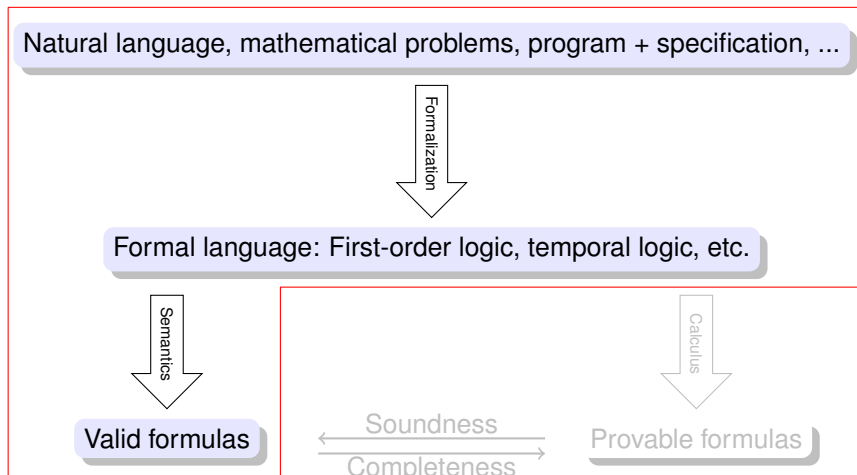 Natural language, mathematical problems, program + specification, ...
Formalization
Formal language: First-order logic, temporal logic, etc.
Semantics
Calculus
Valid formulas
Soundness
Completeness
Provable formulas